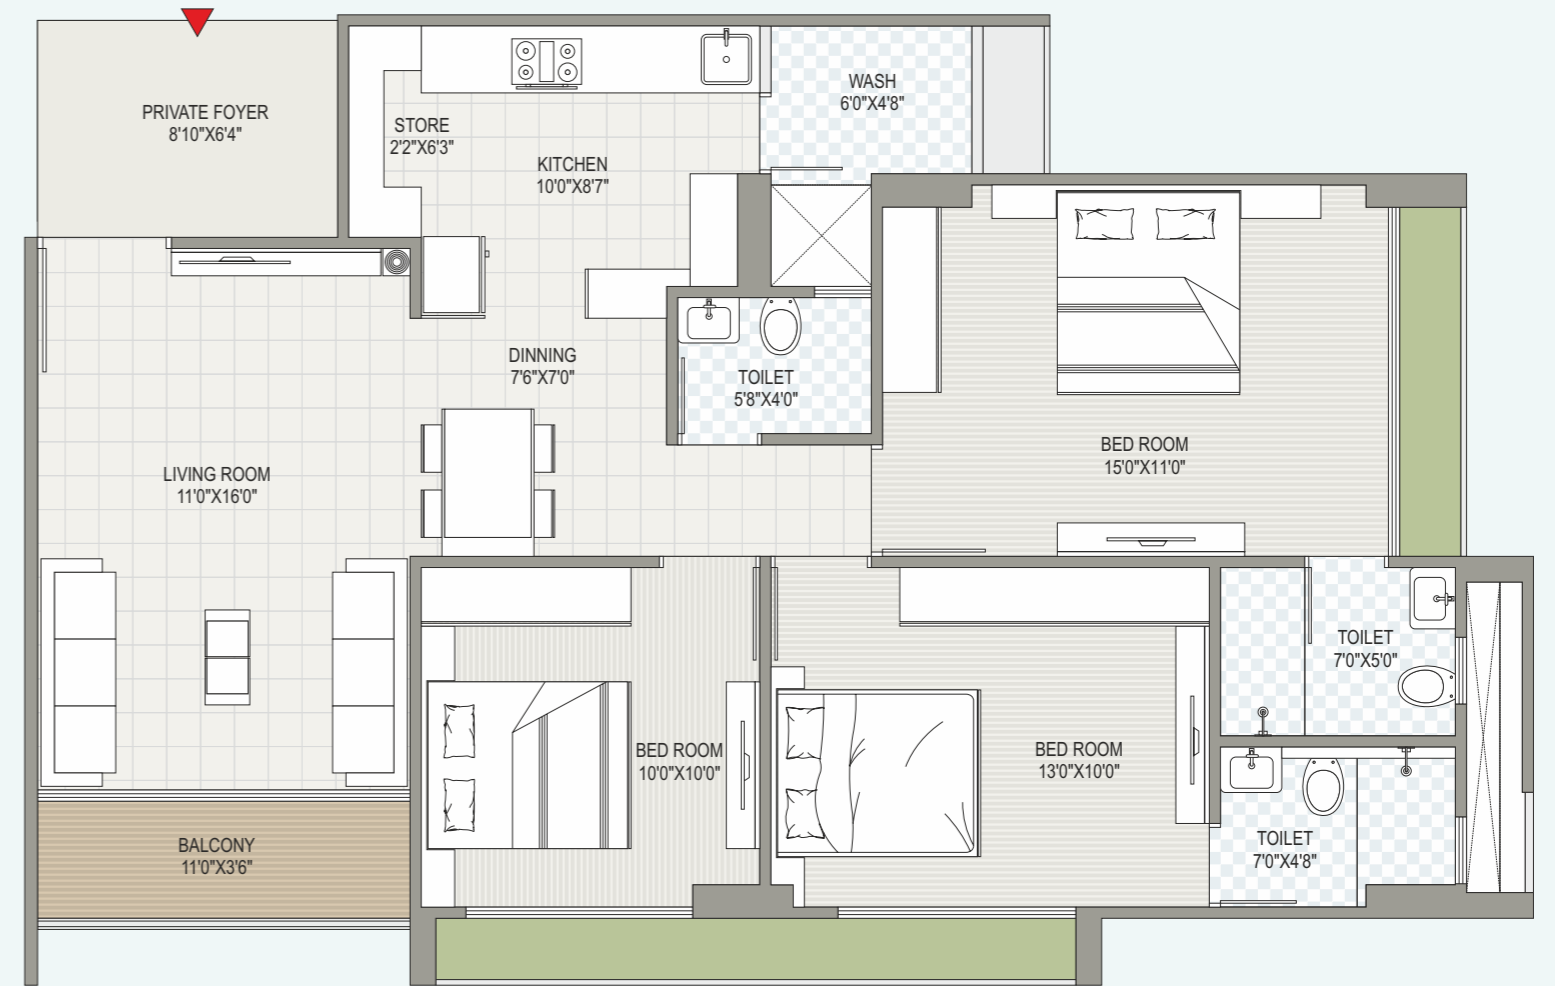 PRIVATE FOYER
8'10"X6'4"
STORE
2'2"X6'3"
KITCHEN
10'0"X8'7"
WASH
6'0"X4'8"
DINNING
7'6"X7'0"
TOILET
5'8"X4'0"
BED ROOM
15'0"X11'0"
LIVING ROOM
11'0"X16'0"
BED ROOM
10'0"X10'0"
BED ROOM
13'0"X10'0"
TOILET
7'0"X5'0"
TOILET
7'0"X4'8"
BALCONY
11'0"X3'6"